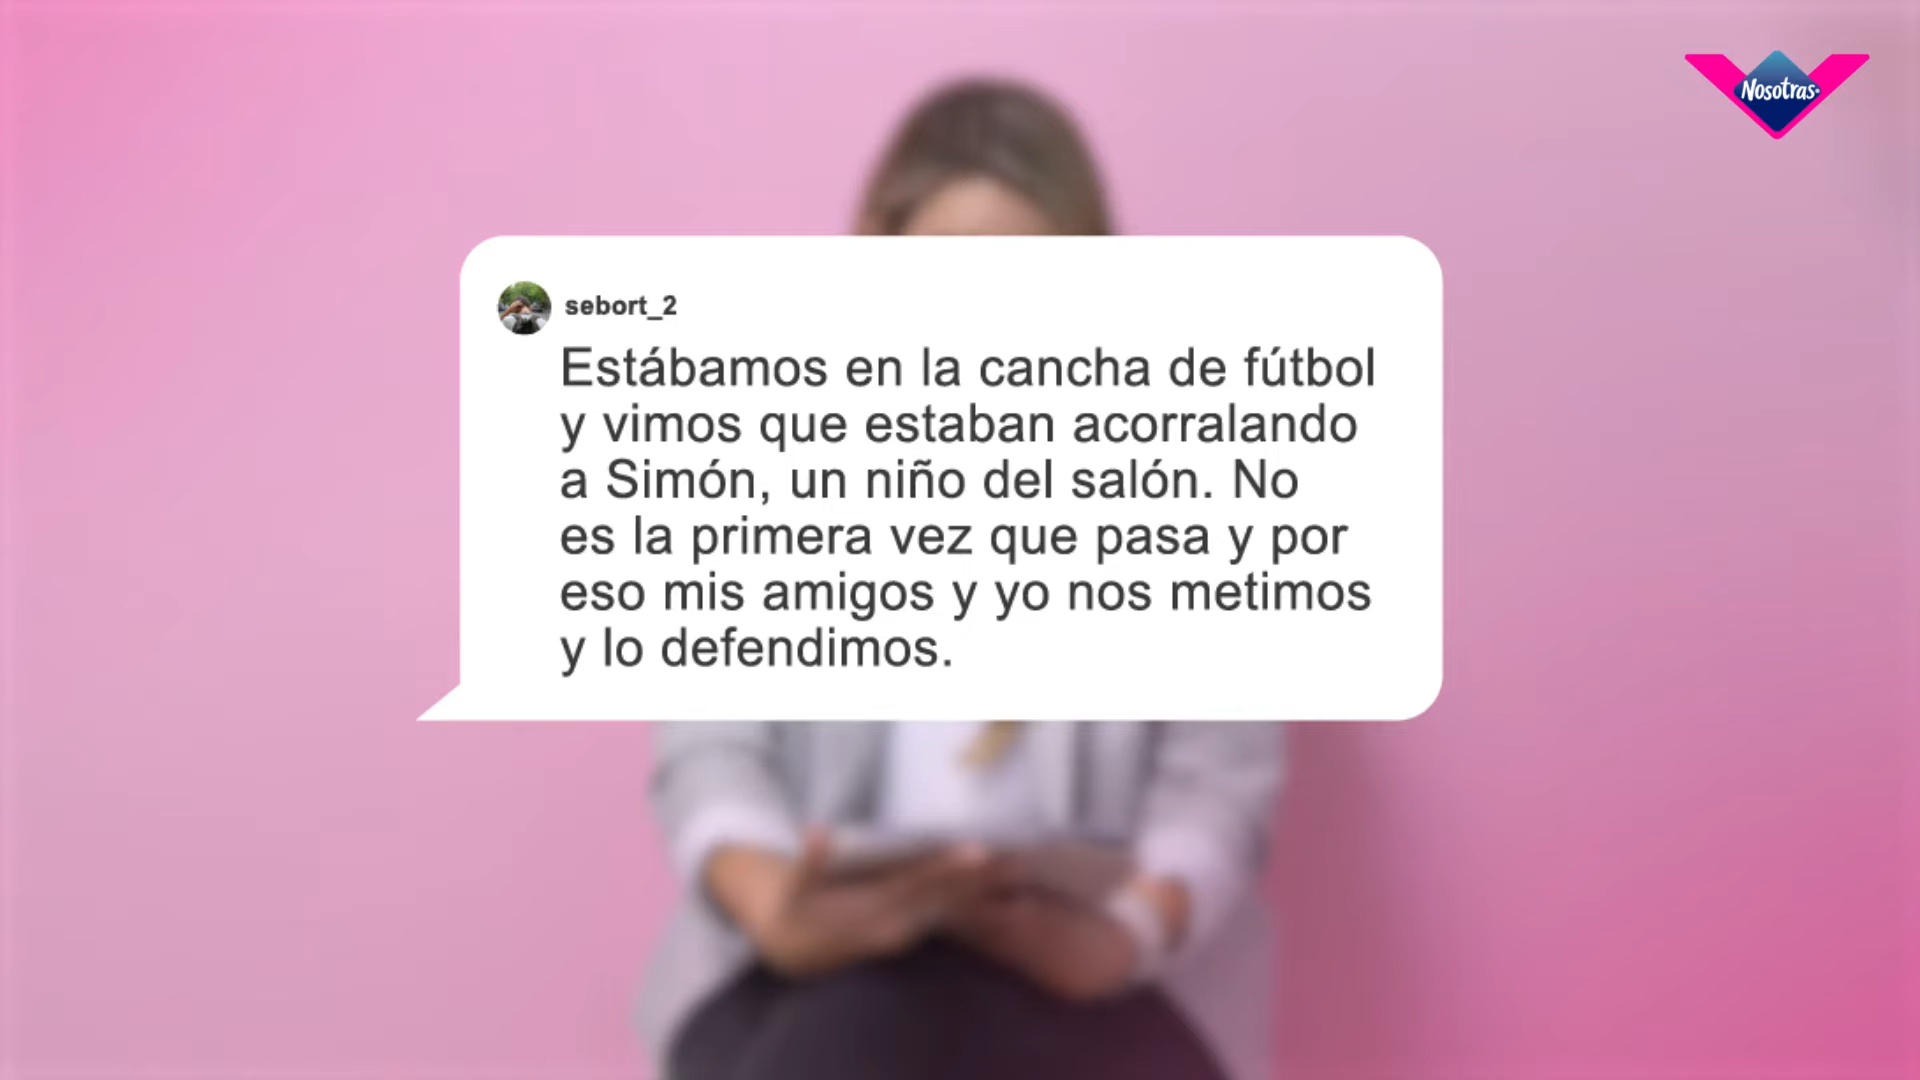 Nosotras
sebort_2
Estábamos en la cancha de fútbol
y vimos que estaban acorralando
a Simón, un niño del salón. No
es la primera vez que pasa y por
eso mis amigos y yo nos metimos
y lo defendimos.